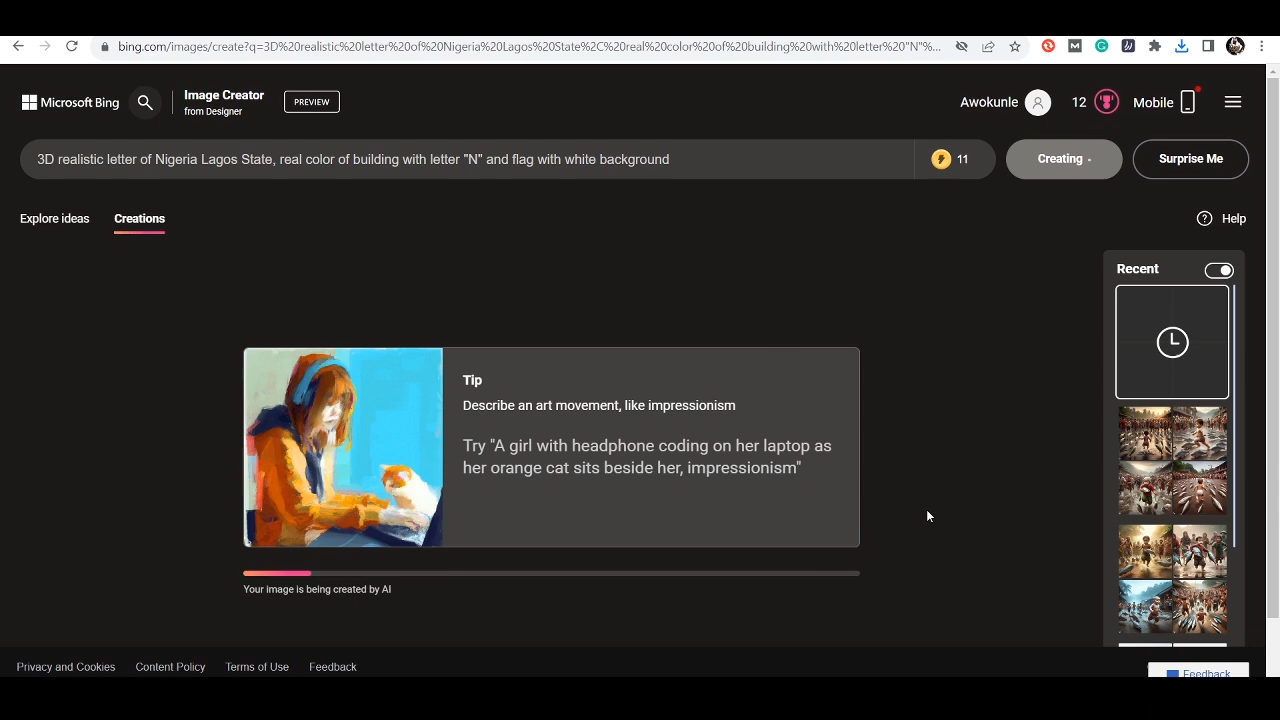 bing.com/images/create?q=3D%20realistic%20letter%20of%20Nigeria%20Lagos%20State%2C%20real%20color%20of%20building%20with%20letter%20"N"%...
Microsoft Bing
Image Creator
from Designer
PREVIEW
Awokunle
12
Mobile
3D realistic letter of Nigeria Lagos State, real color of building with letter "N" and flag with white background
11
Creating
Surprise Me
Explore ideas
Creations
Help
Recent
Tip
Describe an art movement, like impressionism
Try "A girl with headphone coding on her laptop as
her orange cat sits beside her, impressionism"
Your image is being created by AI
Privacy and Cookies
Content Policy
Terms of Use
Feedback
Feedback